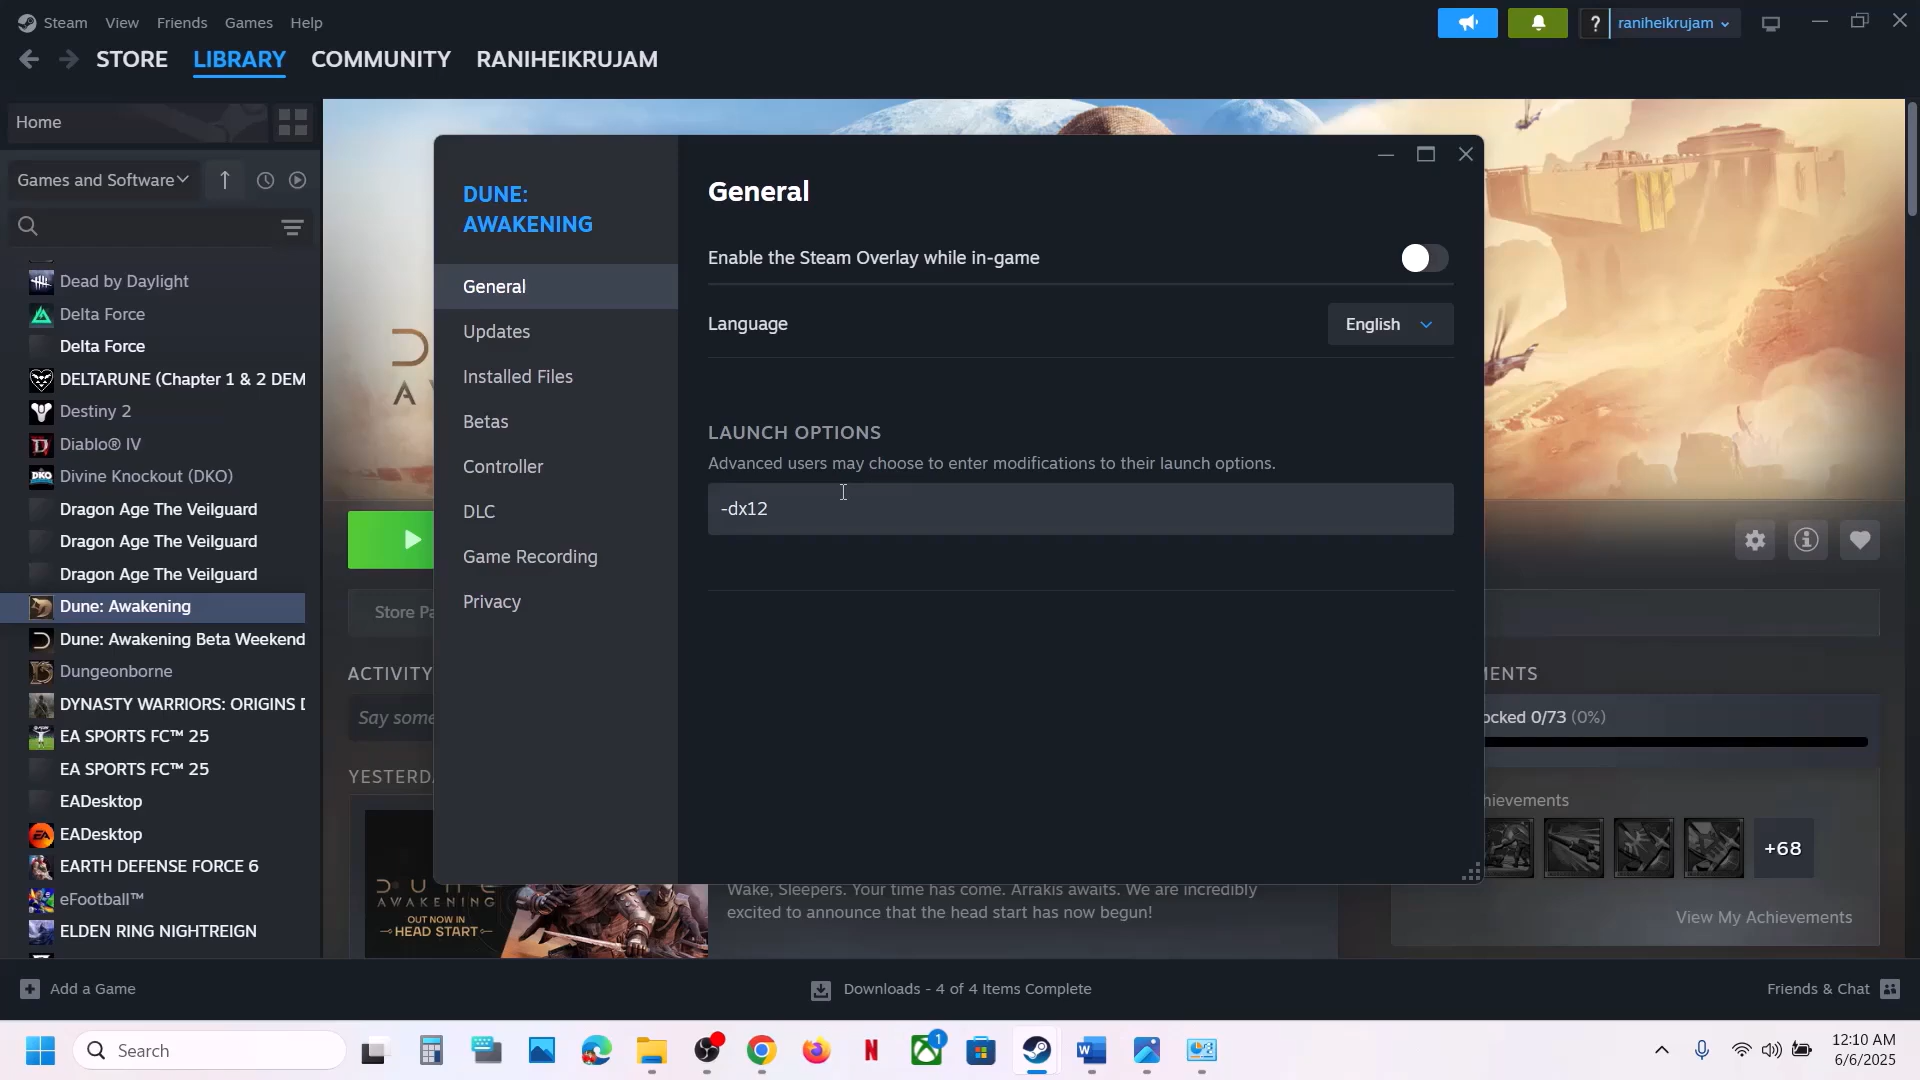 Steam View Friends Games Help
raniheikrujam
STORE LIBRARY COMMUNITY RANIHEIKRUJAM
Home
Games and Software
Dead by Daylight
Delta Force
Delta Force
DELTARUNE (Chapter 1 & 2 DEM
Destiny 2
Diablo® IV
Divine Knockout (DKO)
Dragon Age The Veilguard
Dragon Age The Veilguard
Dragon Age The Veilguard
Dune: Awakening
Dune: Awakening Beta Weekend
Dungeonborne
DYNASTY WARRIORS: ORIGINS D
EA SPORTS FC™ 25
EA SPORTS FC™ 25
EADesktop
EADesktop
EARTH DEFENSE FORCE 6
eFootball™
ELDEN RING NIGHTREIGN
DUNE:
AWAKENING
General
Updates
Installed Files
Betas
Controller
DLC
Game Recording
Privacy
General
Enable the Steam Overlay while in-game
Language
English
LAUNCH OPTIONS
Advanced users may choose to enter modifications to their launch options.
-dx12
Store Pa
ACTIVITY
Say some
YESTERDA
DUNE
AWAKENING
OUT NOW IN
HEAD START
Wake, Sleepers. Your time has come. Arrakis awaits. We are incredibly
excited to announce that the head start has now begun!
MENTS
ocked 0/73 (0%)
hievements
+68
View My Achievements
Add a Game
Downloads - 4 of 4 Items Complete
Friends & Chat
Search
1
12:10 AM
6/6/2025